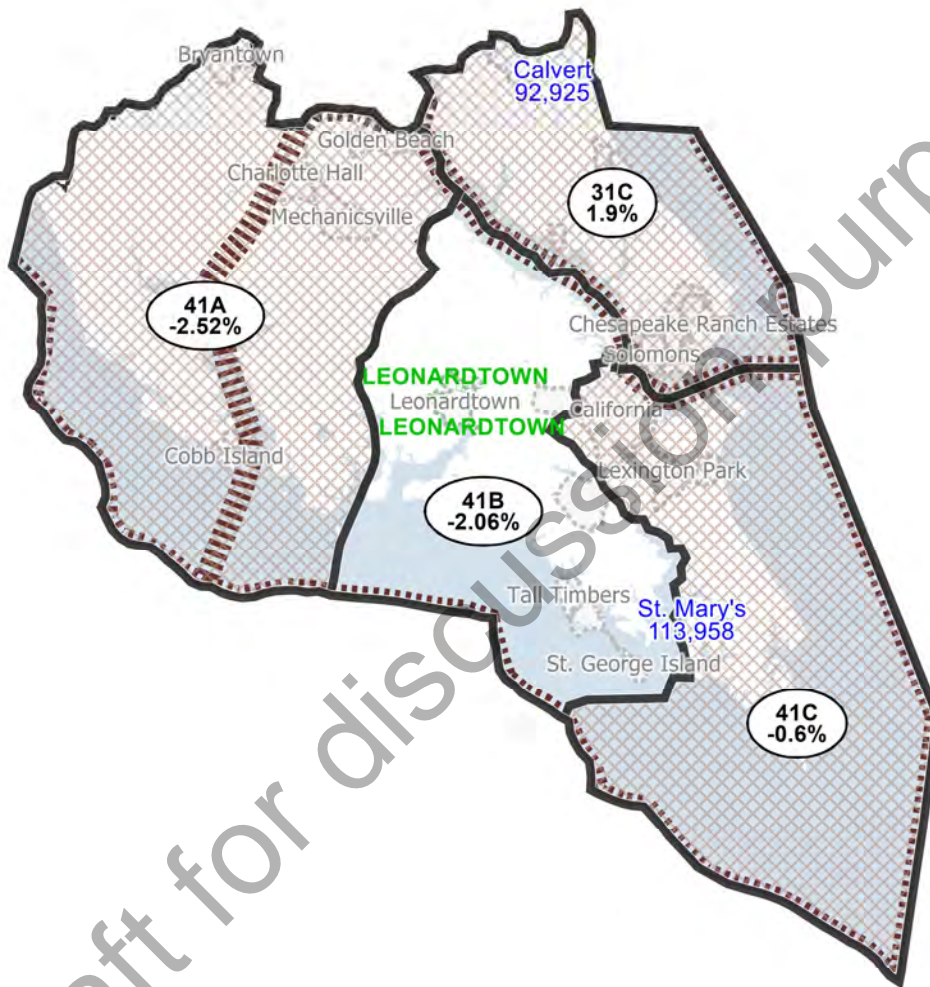 Bryantown
Calvert
92,925
Golden Beach
Charlotte Hall
31C
1.9%
Mechanicsville
41A
-2.52%
Chesapeake Ranch Estates
Solomons
LEONARDTOWN
Leonardtown
California
LEONARDTOWN
Cobb Island
Lexington Park
41B
-2.06%
Tall Timbers
St. Mary's
113,958
St. George Island
41C
-0.6%
for discussion